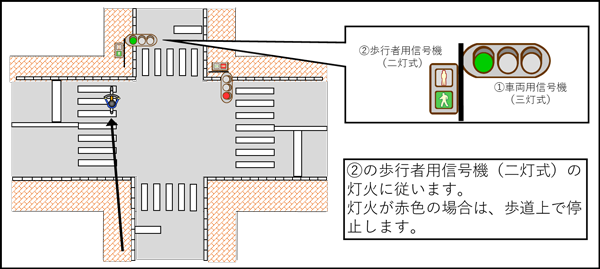 ②歩行者用信号機
(二灯式)
①車両用信号機
(三灯式)
②の歩行者用信号機(二灯式)の
灯火に従います。
灯火が赤色の場合は、歩道上で停
止します。